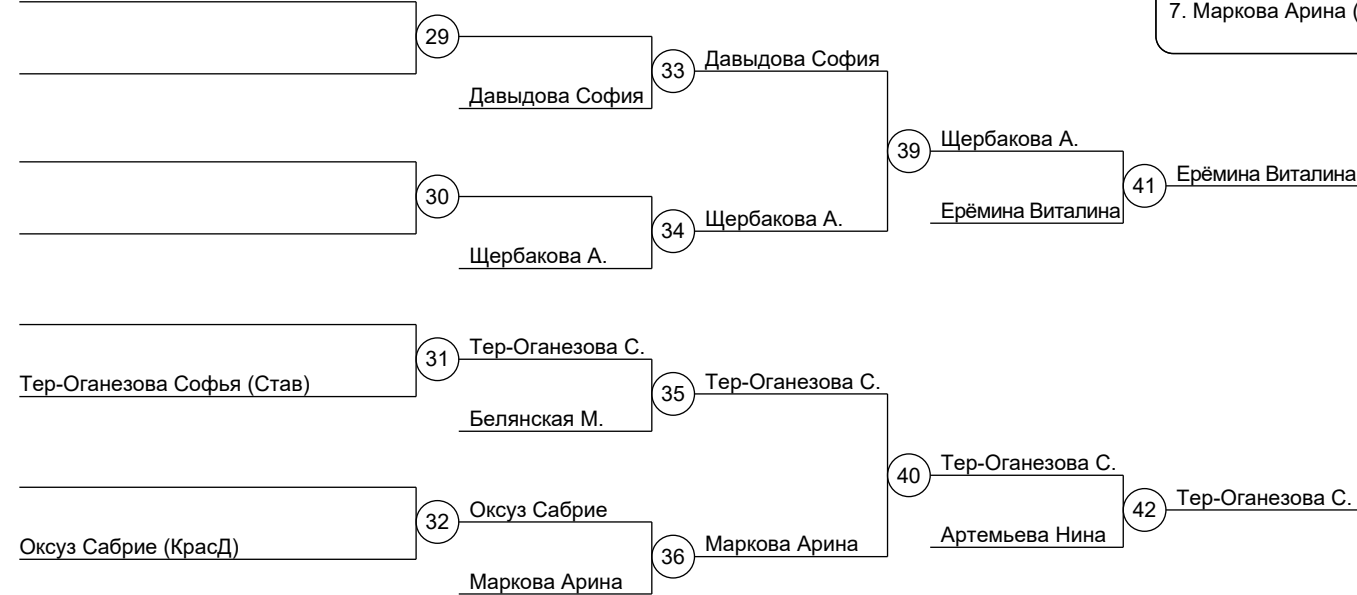 7. Маркова Арина (
29
33
Давыдова София
Давыдова София
39
Щербакова А.
30
41
Ерёмина Виталина
Ерёмина Виталина
34
Щербакова А.
Щербакова А.
31
Тер-Оганезова С.
Тер-Оганезова Софья (Став)
35
Тер-Оганезова С.
Белянская М.
40
Тер-Оганезова С.
32
Оксуз Сабрие
42
Тер-Оганезова С.
Оксуз Сабрие (КрасД)
36
Маркова Арина
Артемьева Нина
Маркова Арина